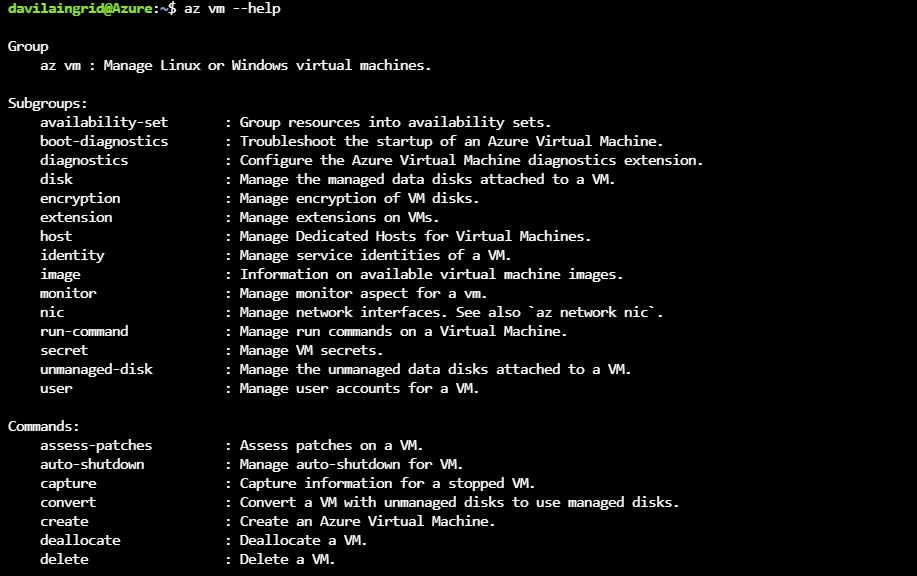 davilaingrid@Azure:~$ az vm --help
Group
az vm : Manage Linux or Windows virtual machines.
Subgroups:
availability-set : Group resources into availability sets.
boot-diagnostics : Troubleshoot the startup of an Azure Virtual Machine.
diagnostics : Configure the Azure Virtual Machine diagnostics extension.
disk : Manage the managed data disks attached to a VM.
encryption : Manage encryption of VM disks.
extension : Manage extensions on VMs.
host : Manage Dedicated Hosts for Virtual Machines.
identity : Manage service identities of a VM.
image : Information on available virtual machine images.
monitor : Manage monitor aspect for a vm.
nic : Manage network interfaces. See also `az network nic`.
run-command : Manage run commands on a Virtual Machine.
secret : Manage VM secrets.
unmanaged-disk : Manage the unmanaged data disks attached to a VM.
user : Manage user accounts for a VM.
Commands:
assess-patches : Assess patches on a VM.
auto-shutdown : Manage auto-shutdown for VM.
capture : Capture information for a stopped VM.
convert : Convert a VM with unmanaged disks to use managed disks.
create : Create an Azure Virtual Machine.
deallocate : Deallocate a VM.
delete : Delete a VM.